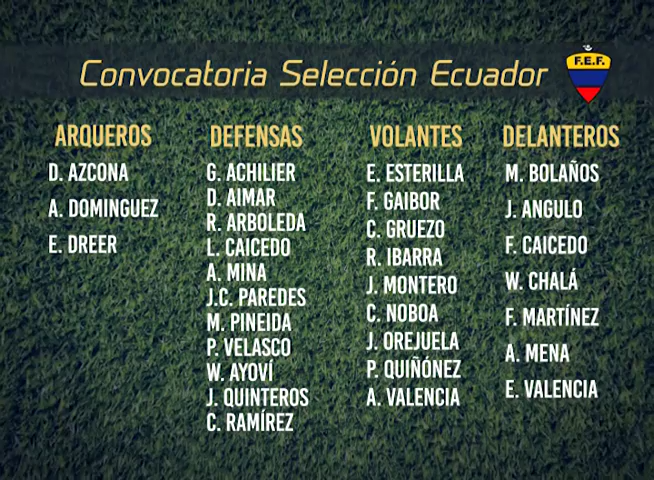 Convocatoria Selección Ecuador
F.E.F.
ARQUEROS
D. AZCONA
A. DOMINGUEZ
E. DREER
DEFENSAS
G. ACHILIER
D. AIMAR
R. ARBOLEDA
L. CAICEDO
A. MINA
J.C. PAREDES
M. PINEIDA
P. VELASCO
W. AYOVÍ
J. QUINTEROS
C. RAMÍREZ
VOLANTES
E. ESTERILLA
F. GAIBOR
C. GRUEZO
R. IBARRA
J. MONTERO
C. NOBOA
J. OREJUELA
P. QUIÑÓNEZ
A. VALENCIA
DELANTEROS
M. BOLAÑOS
J. ANGULO
F. CAICEDO
W. CHALÁ
F. MARTÍNEZ
A. MENA
E. VALENCIA